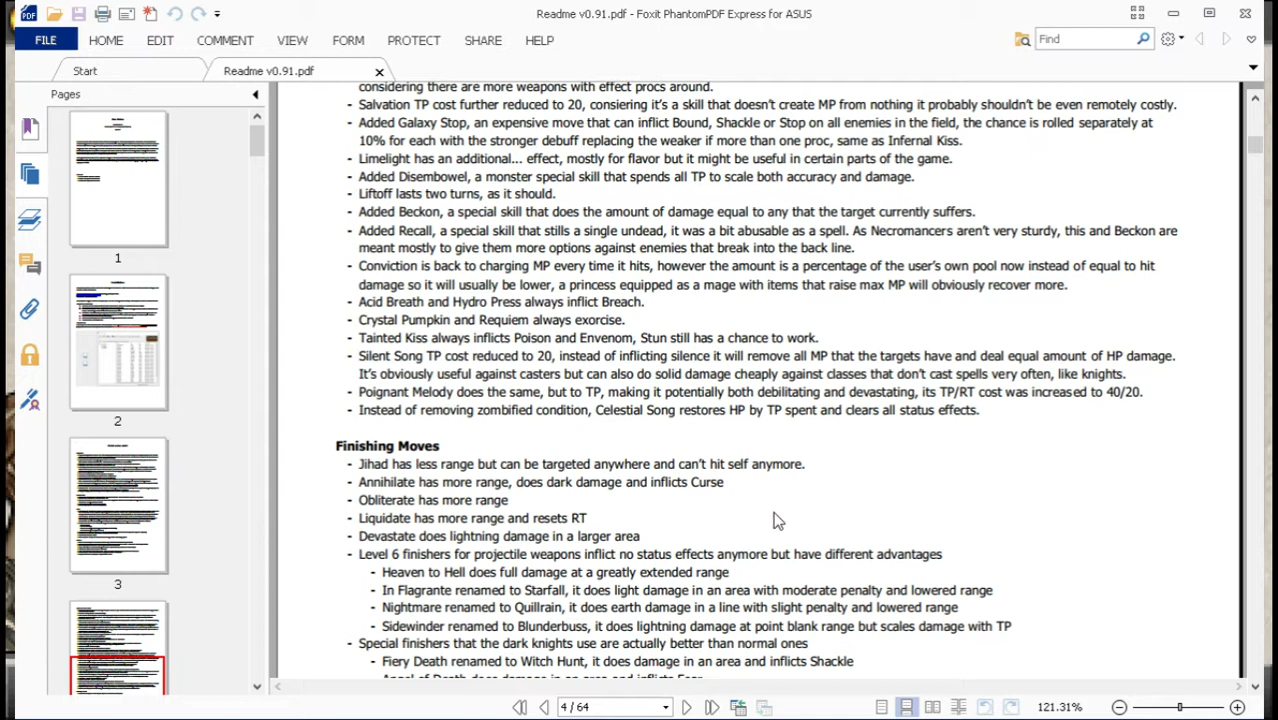 Readme v0.91.pdf - Foxit PhantomPDF Express for ASUS
FILE HOME EDIT COMMENT VIEW FORM PROTECT SHARE HELP
Find
Start
Readme v0.91.pdf
Pages
considering there are more weapons with effect procs around.
- Salvation TP cost further reduced to 20, consiering it's a skill that doesn't create MP from nothing it probably shouldn't be even remotely costly.
- Added Galaxy Stop, an expensive move that can inflict Bound, Shackle or Stop on all enemies in the field, the chance is rolled separately at
10% for each with the stronger debuff replacing the weaker if more than one proc, same as Infernal Kiss.
- Limelight has an additional... effect, mostly for flavor but it might be useful in certain parts of the game.
- Added Disembowel, a monster special skill that spends all TP to scale both accuracy and damage.
- Liftoff lasts two turns, as it should.
- Added Beckon, a special skill that does the amount of damage equal to any that the target currently suffers.
- Added Recall, a special skill that stills a single undead, it was a bit abusable as a spell. As Necromancers aren't very sturdy, this and Beckon are
meant mostly to give them more options against enemies that break into the back line.
- Conviction is back to charging MP every time it hits, however the amount is a percentage of the user's own pool now instead of equal to hit
damage so it will usually be lower, a princess equipped as a mage with items that raise max MP will obviously recover more.
- Acid Breath and Hydro Press always inflict Breach.
- Crystal Pumpkin and Requiem always exorcise.
- Tainted Kiss always inflicts Poison and Envenom, Stun still has a chance to work.
- Silent Song TP cost reduced to 20, instead of inflicting silence it will remove all MP that the targets have and deal equal amount of HP damage.
It's obviously useful against casters but can also do solid damage cheaply against classes that don't cast spells very often, like knights.
- Poignant Melody does the same, but to TP, making it potentially both debilitating and devastating, its TP/RT cost was increased to 40/20.
- Instead of removing zombified condition, Celestial Song restores HP by TP spent and clears all status effects.
Finishing Moves
- Jihad has less range but can be targeted anywhere and can't hit self anymore.
- Annihilate has more range, does dark damage and inflicts Curse
- Obliterate has more range
- Liquidate has more range and resets RT
- Devastate does lightning damage in a larger area
- Level 6 finishers for projectile weapons inflict no status effects anymore but have different advantages
- Heaven to Hell does full damage at a greatly extended range
- In Flagrante renamed to Starfall, it does light damage in an area with moderate penalty and lowered range
- Nightmare renamed to Quillrain, it does earth damage in a line with slight penalty and lowered range
- Sidewinder renamed to Blunderbuss, it does lightning damage at point blank range but scales damage with TP
- Special finishers that the dark knights use are actually better than normal ones
- Fiery Death renamed to Witch Hunt, it does damage in an area and inflicts Shackle
- Angel of Death does damage in an area and inflicts Fear
1
2
3
4 / 64
121.31%